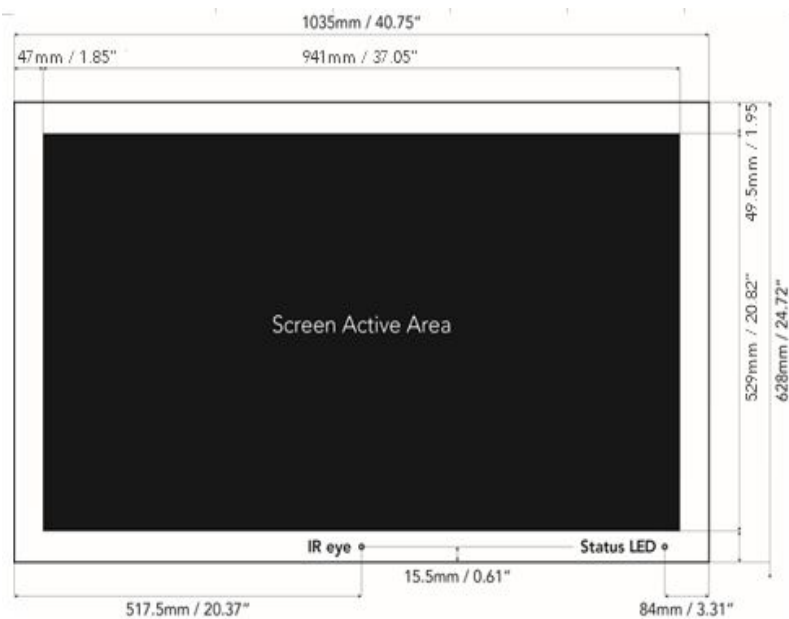 1035mm / 40.75"
47mm / 1.85"
941mm / 37.05"
49.5mm / 1.95
Screen Active Area
529mm / 20.82"
628mm / 24.72"
IR eye
Status LED
15.5mm / 0.61"
517.5mm / 20.37"
84mm / 3.31"